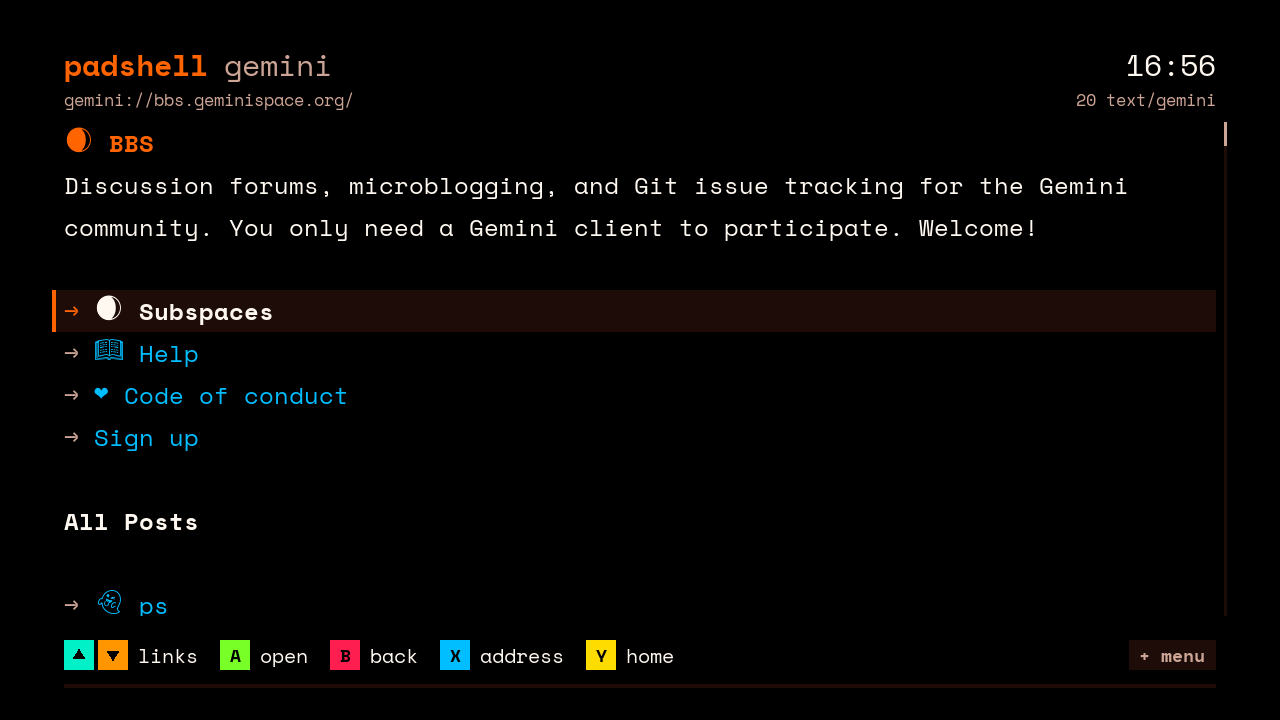 padshell gemini
16:56
gemini://bbs.geminispace.org/
20 text/gemini
🌖 BBS
Discussion forums, microblogging, and Git issue tracking for the Gemini
community. You only need a Gemini client to participate. Welcome!
→ 🌖 Subspaces
→ 📖 Help
→ ❤ Code of conduct
→ Sign up
All Posts
→ 👻 ps
▲ ▼ links A open B back X address Y home
+ menu